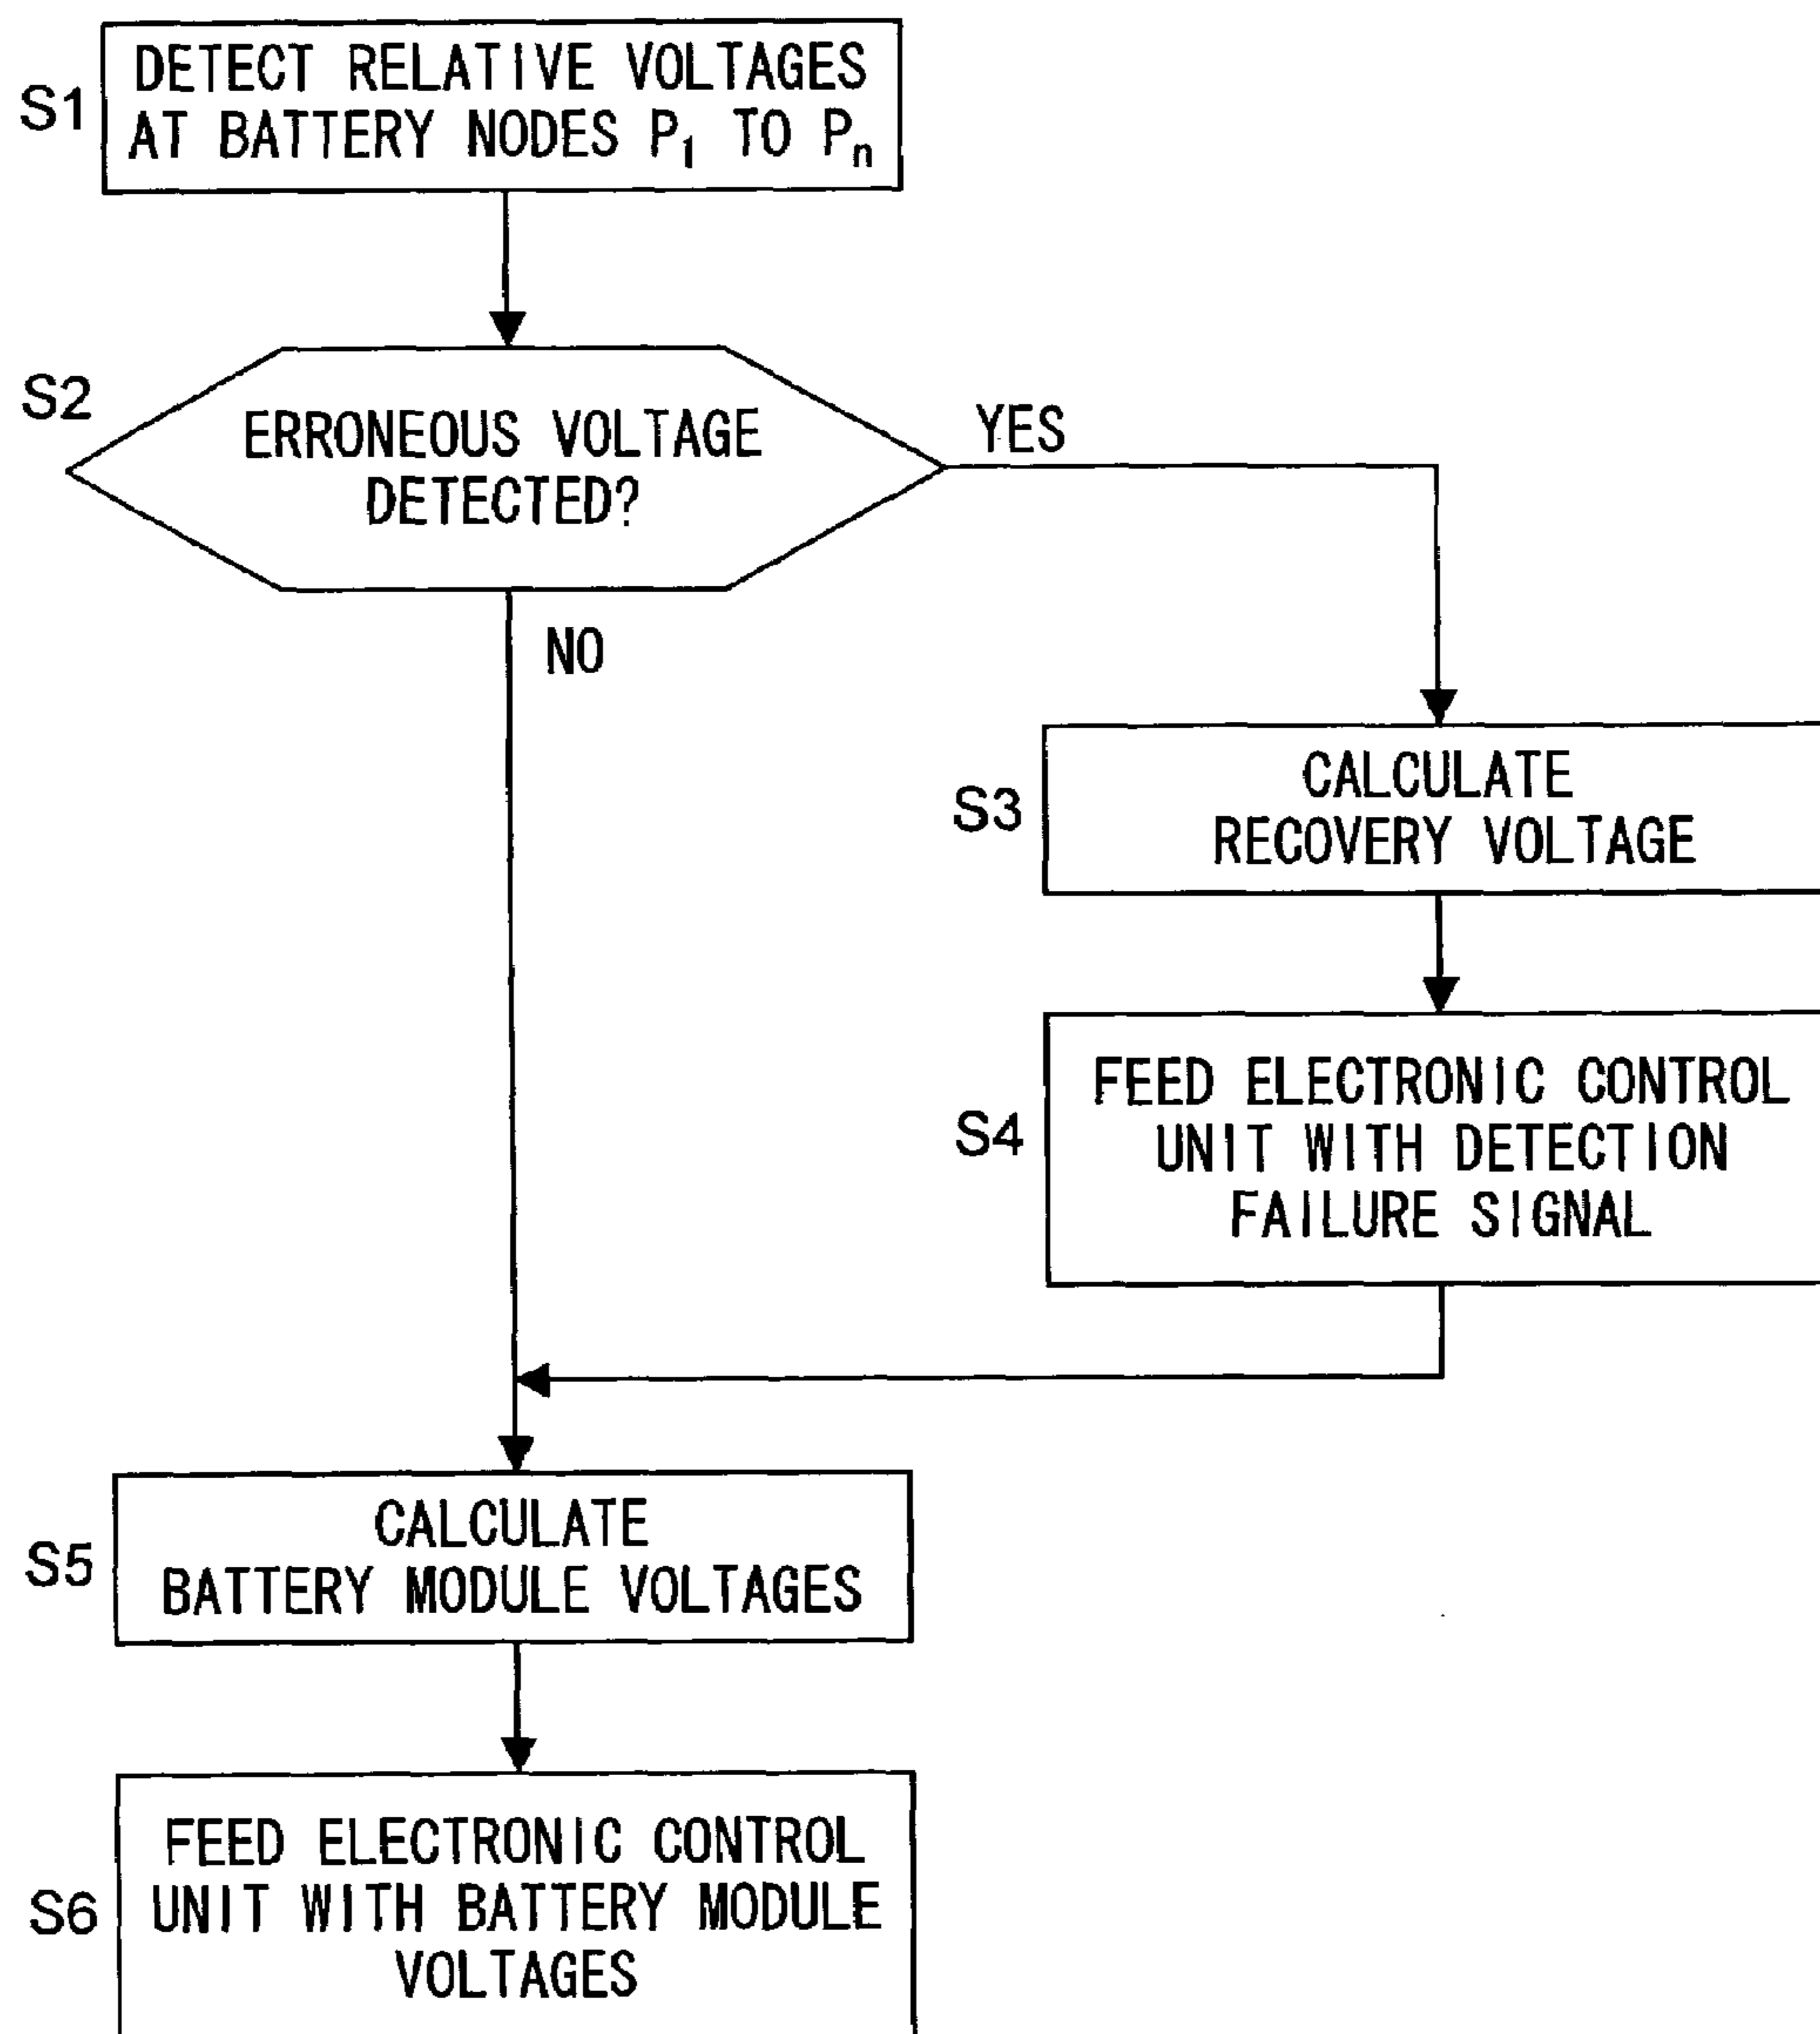 S1
DETECT RELATIVE VOLTAGES
AT BATTERY NODES P₁ TO Pₙ
S2
ERRONEOUS VOLTAGE
DETECTED?
YES
NO
S3
CALCULATE
RECOVERY VOLTAGE
S4
FEED ELECTRONIC CONTROL
UNIT WITH DETECTION
FAILURE SIGNAL
S5
CALCULATE
BATTERY MODULE VOLTAGES
S6
FEED ELECTRONIC CONTROL
UNIT WITH BATTERY MODULE
VOLTAGES